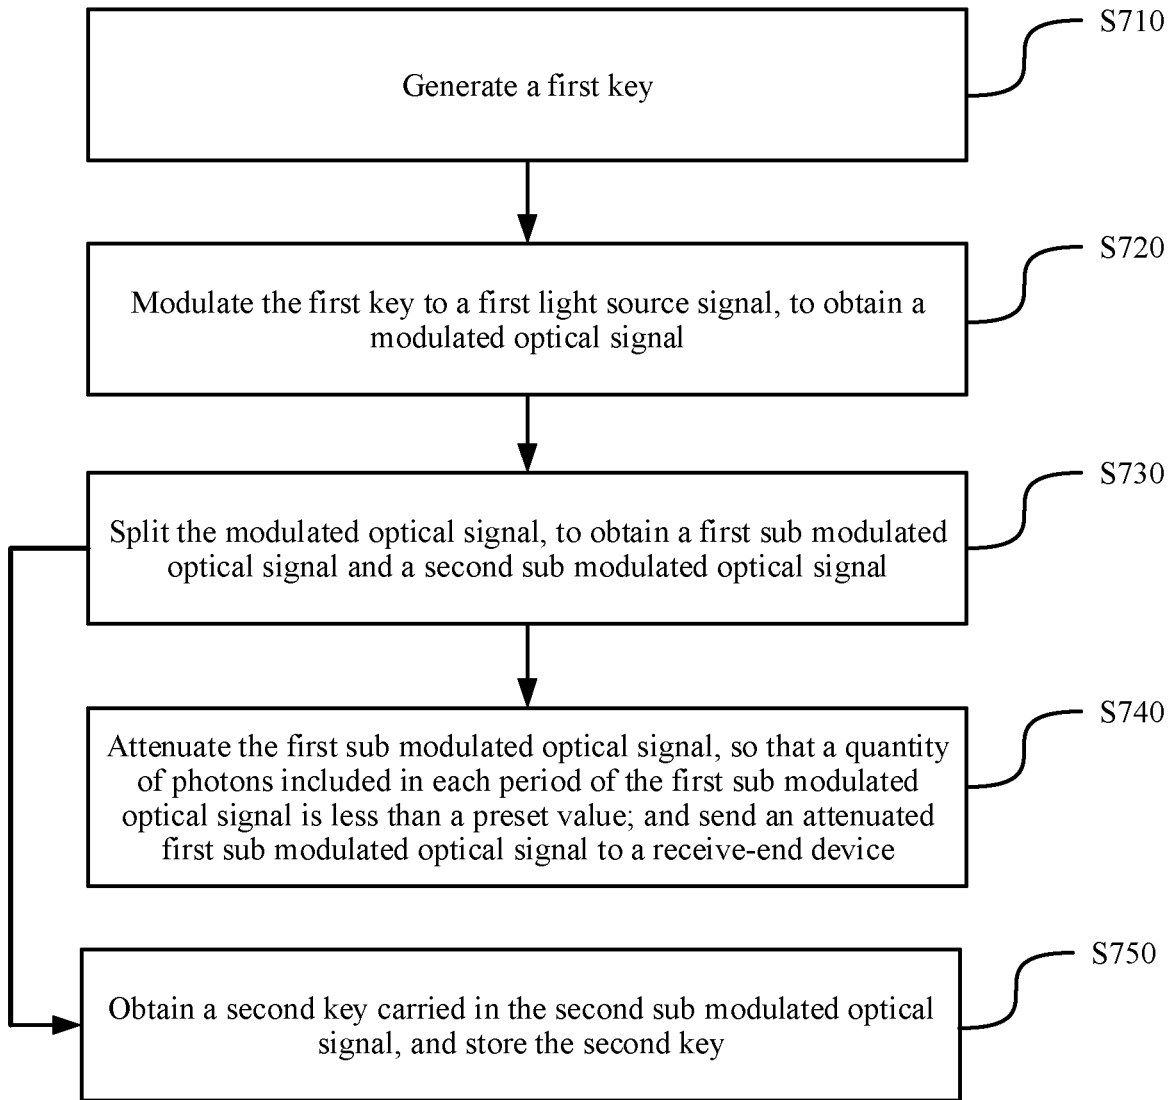 S710
Generate a first key
S720
Modulate the first key to a first light source signal, to obtain a
modulated optical signal
S730
Split the modulated optical signal, to obtain a first sub modulated
optical signal and a second sub modulated optical signal
S740
Attenuate the first sub modulated optical signal, so that a quantity
of photons included in each period of the first sub modulated
optical signal is less than a preset value; and send an attenuated
first sub modulated optical signal to a receive-end device
S750
Obtain a second key carried in the second sub modulated optical
signal, and store the second key